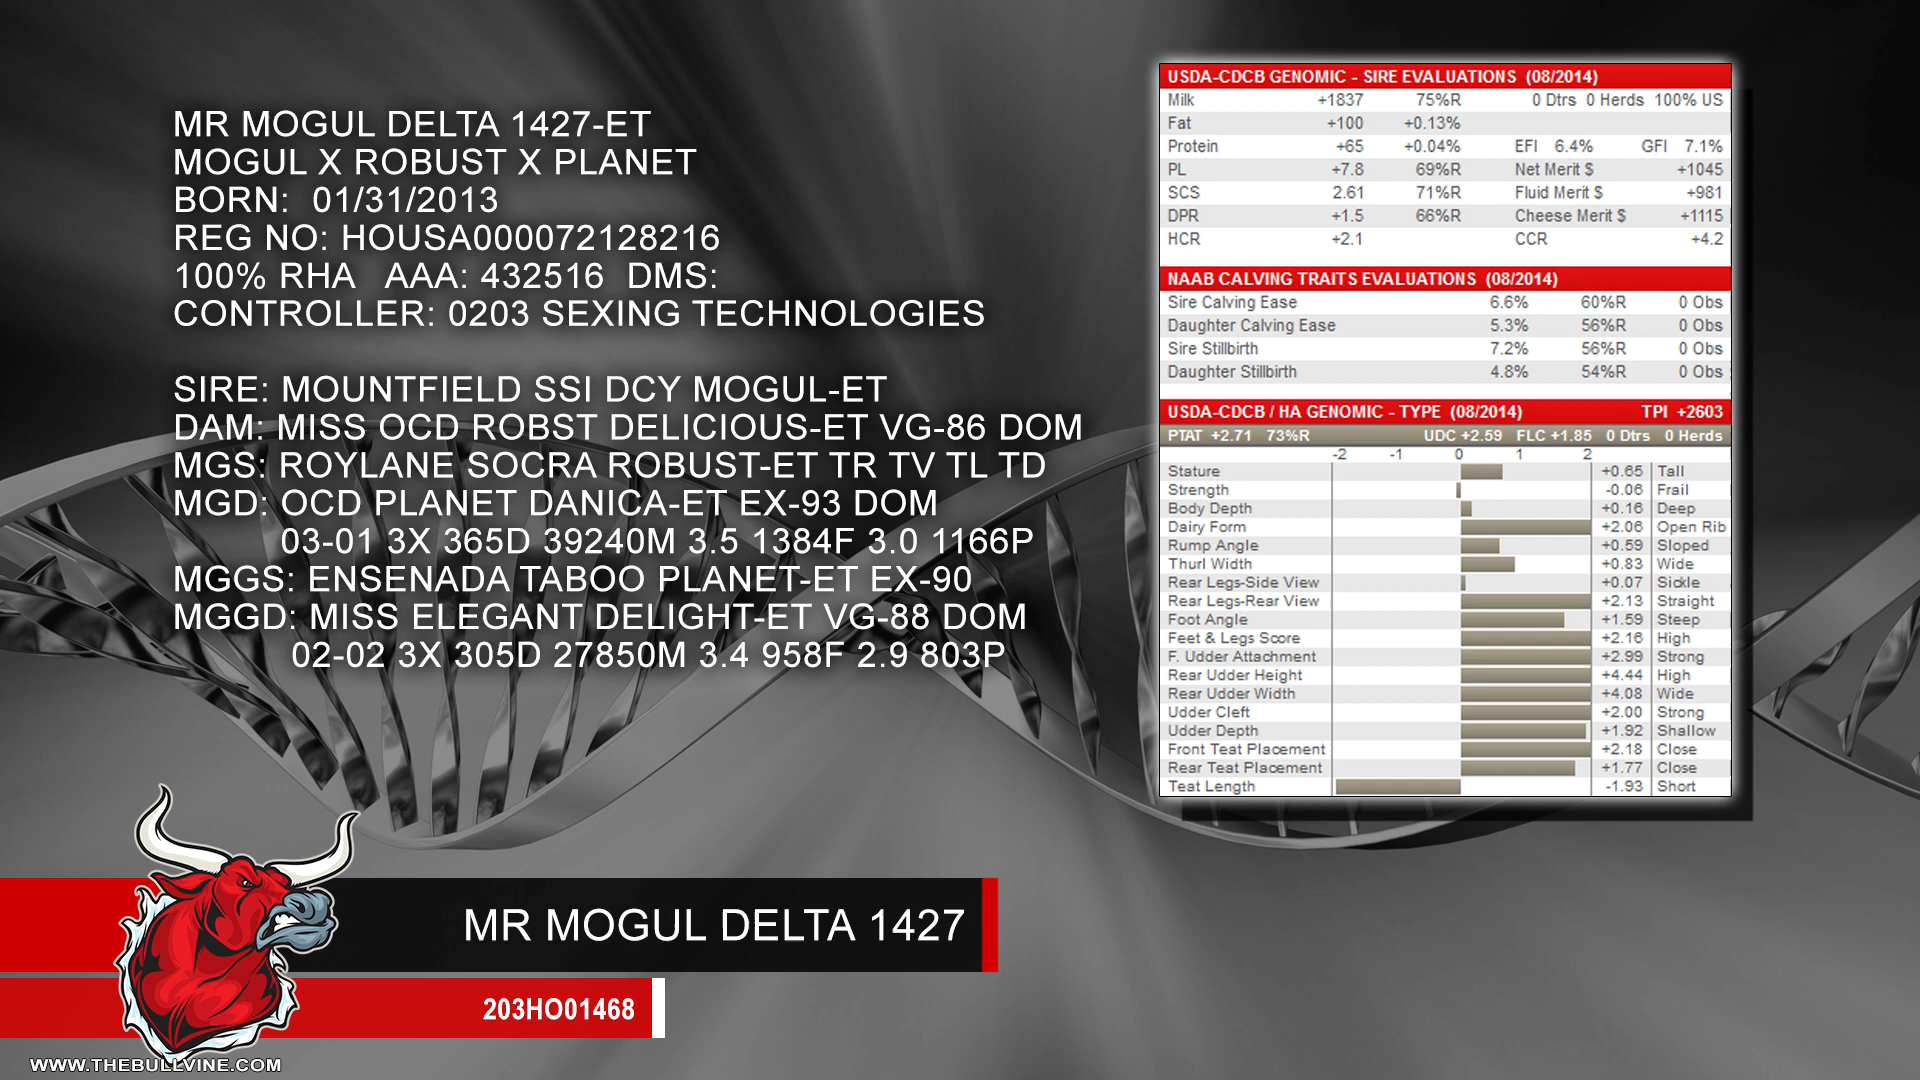 MR MOGUL DELTA 1427-ET
MOGUL X ROBUST X PLANET
BORN: 01/31/2013
REG NO: HOUSA000072128216
100% RHA AAA: 432516 DMS:
CONTROLLER: 0203 SEXING TECHNOLOGIES
SIRE: MOUNTFIELD SSI DCY MOGUL-ET
DAM: MISS OCD ROBST DELICIOUS-ET VG-86 DOM
MGS: ROYLANE SOCRA ROBUST-ET TR TV TL TD
MGD: OCD PLANET DANICA-ET EX-93 DOM
03-01 3X 365D 39240M 3.5 1384F 3.0 1166P
MGGS: ENSENADA TABOO PLANET-ET EX-90
MGGD: MISS ELEGANT DELIGHT-ET VG-88 DOM
02-02 3X 305D 27850M 3.4 958F 2.9 803P
USDA-CDCB GENOMIC - SIRE EVALUATIONS (08/2014)
Milk +1837 75%R 0 Dtrs 0 Herds 100% US
Fat +100 +0.13%
Protein +65 +0.04% EFI 6.4% GFI 7.1%
PL +7.8 69%R Net Merit $ +1045
SCS 2.61 71%R Fluid Merit $ +981
DPR +1.5 66%R Cheese Merit $ +1115
HCR +2.1 CCR +4.2
NAAB CALVING TRAITS EVALUATIONS (08/2014)
Sire Calving Ease 6.6% 60%R 0 Obs
Daughter Calving Ease 5.3% 56%R 0 Obs
Sire Stillbirth 7.2% 56%R 0 Obs
Daughter Stillbirth 4.8% 54%R 0 Obs
USDA-CDCB / HA GENOMIC - TYPE (08/2014) TPI +2603
PTAT +2.71 73%R UDC +2.59 FLC +1.85 0 Dtrs 0 Herds
-2 -1 0 1 2
Stature +0.65 Tall
Strength -0.06 Frail
Body Depth +0.16 Deep
Dairy Form +2.06 Open Rib
Rump Angle +0.59 Sloped
Thurl Width +0.83 Wide
Rear Legs-Side View +0.07 Sickle
Rear Legs-Rear View +2.13 Straight
Foot Angle +1.59 Steep
Feet & Legs Score +2.16 High
F. Udder Attachment +2.99 Strong
Rear Udder Height +4.44 High
Rear Udder Width +4.08 Wide
Udder Cleft +2.00 Strong
Udder Depth +1.92 Shallow
Front Teat Placement +2.18 Close
Rear Teat Placement +1.77 Close
Teat Length -1.93 Short
MR MOGUL DELTA 1427
203HO01468
WWW.THEBULLVINE.COM